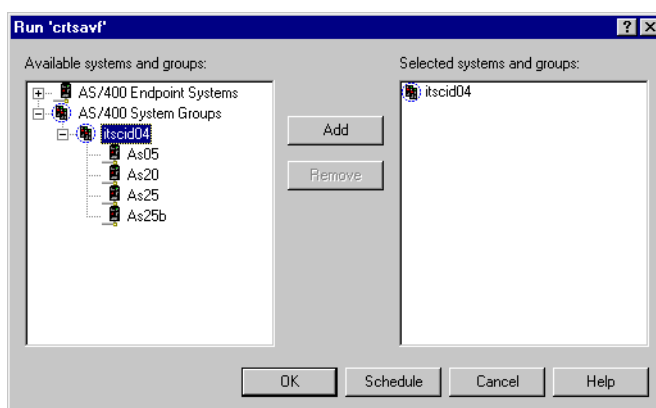 Run 'crtsavf'
Available systems and groups:
Selected systems and groups:
AS/400 Endpoint Systems
AS/400 System Groups
itscid04
As05
As20
As25
As25b
Add
Remove
itscid04
OK
Schedule
Cancel
Help